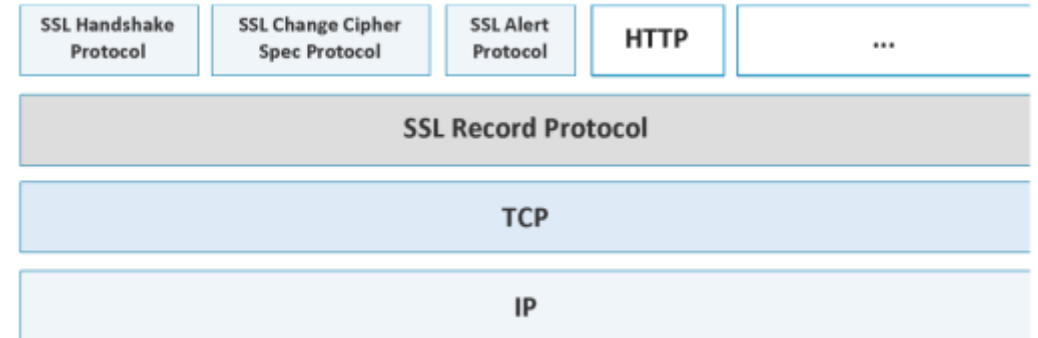 SSL Handshake
Protocol
SSL Change Cipher
Spec Protocol
SSL Alert
Protocol
HTTP
...
SSL Record Protocol
TCP
IP